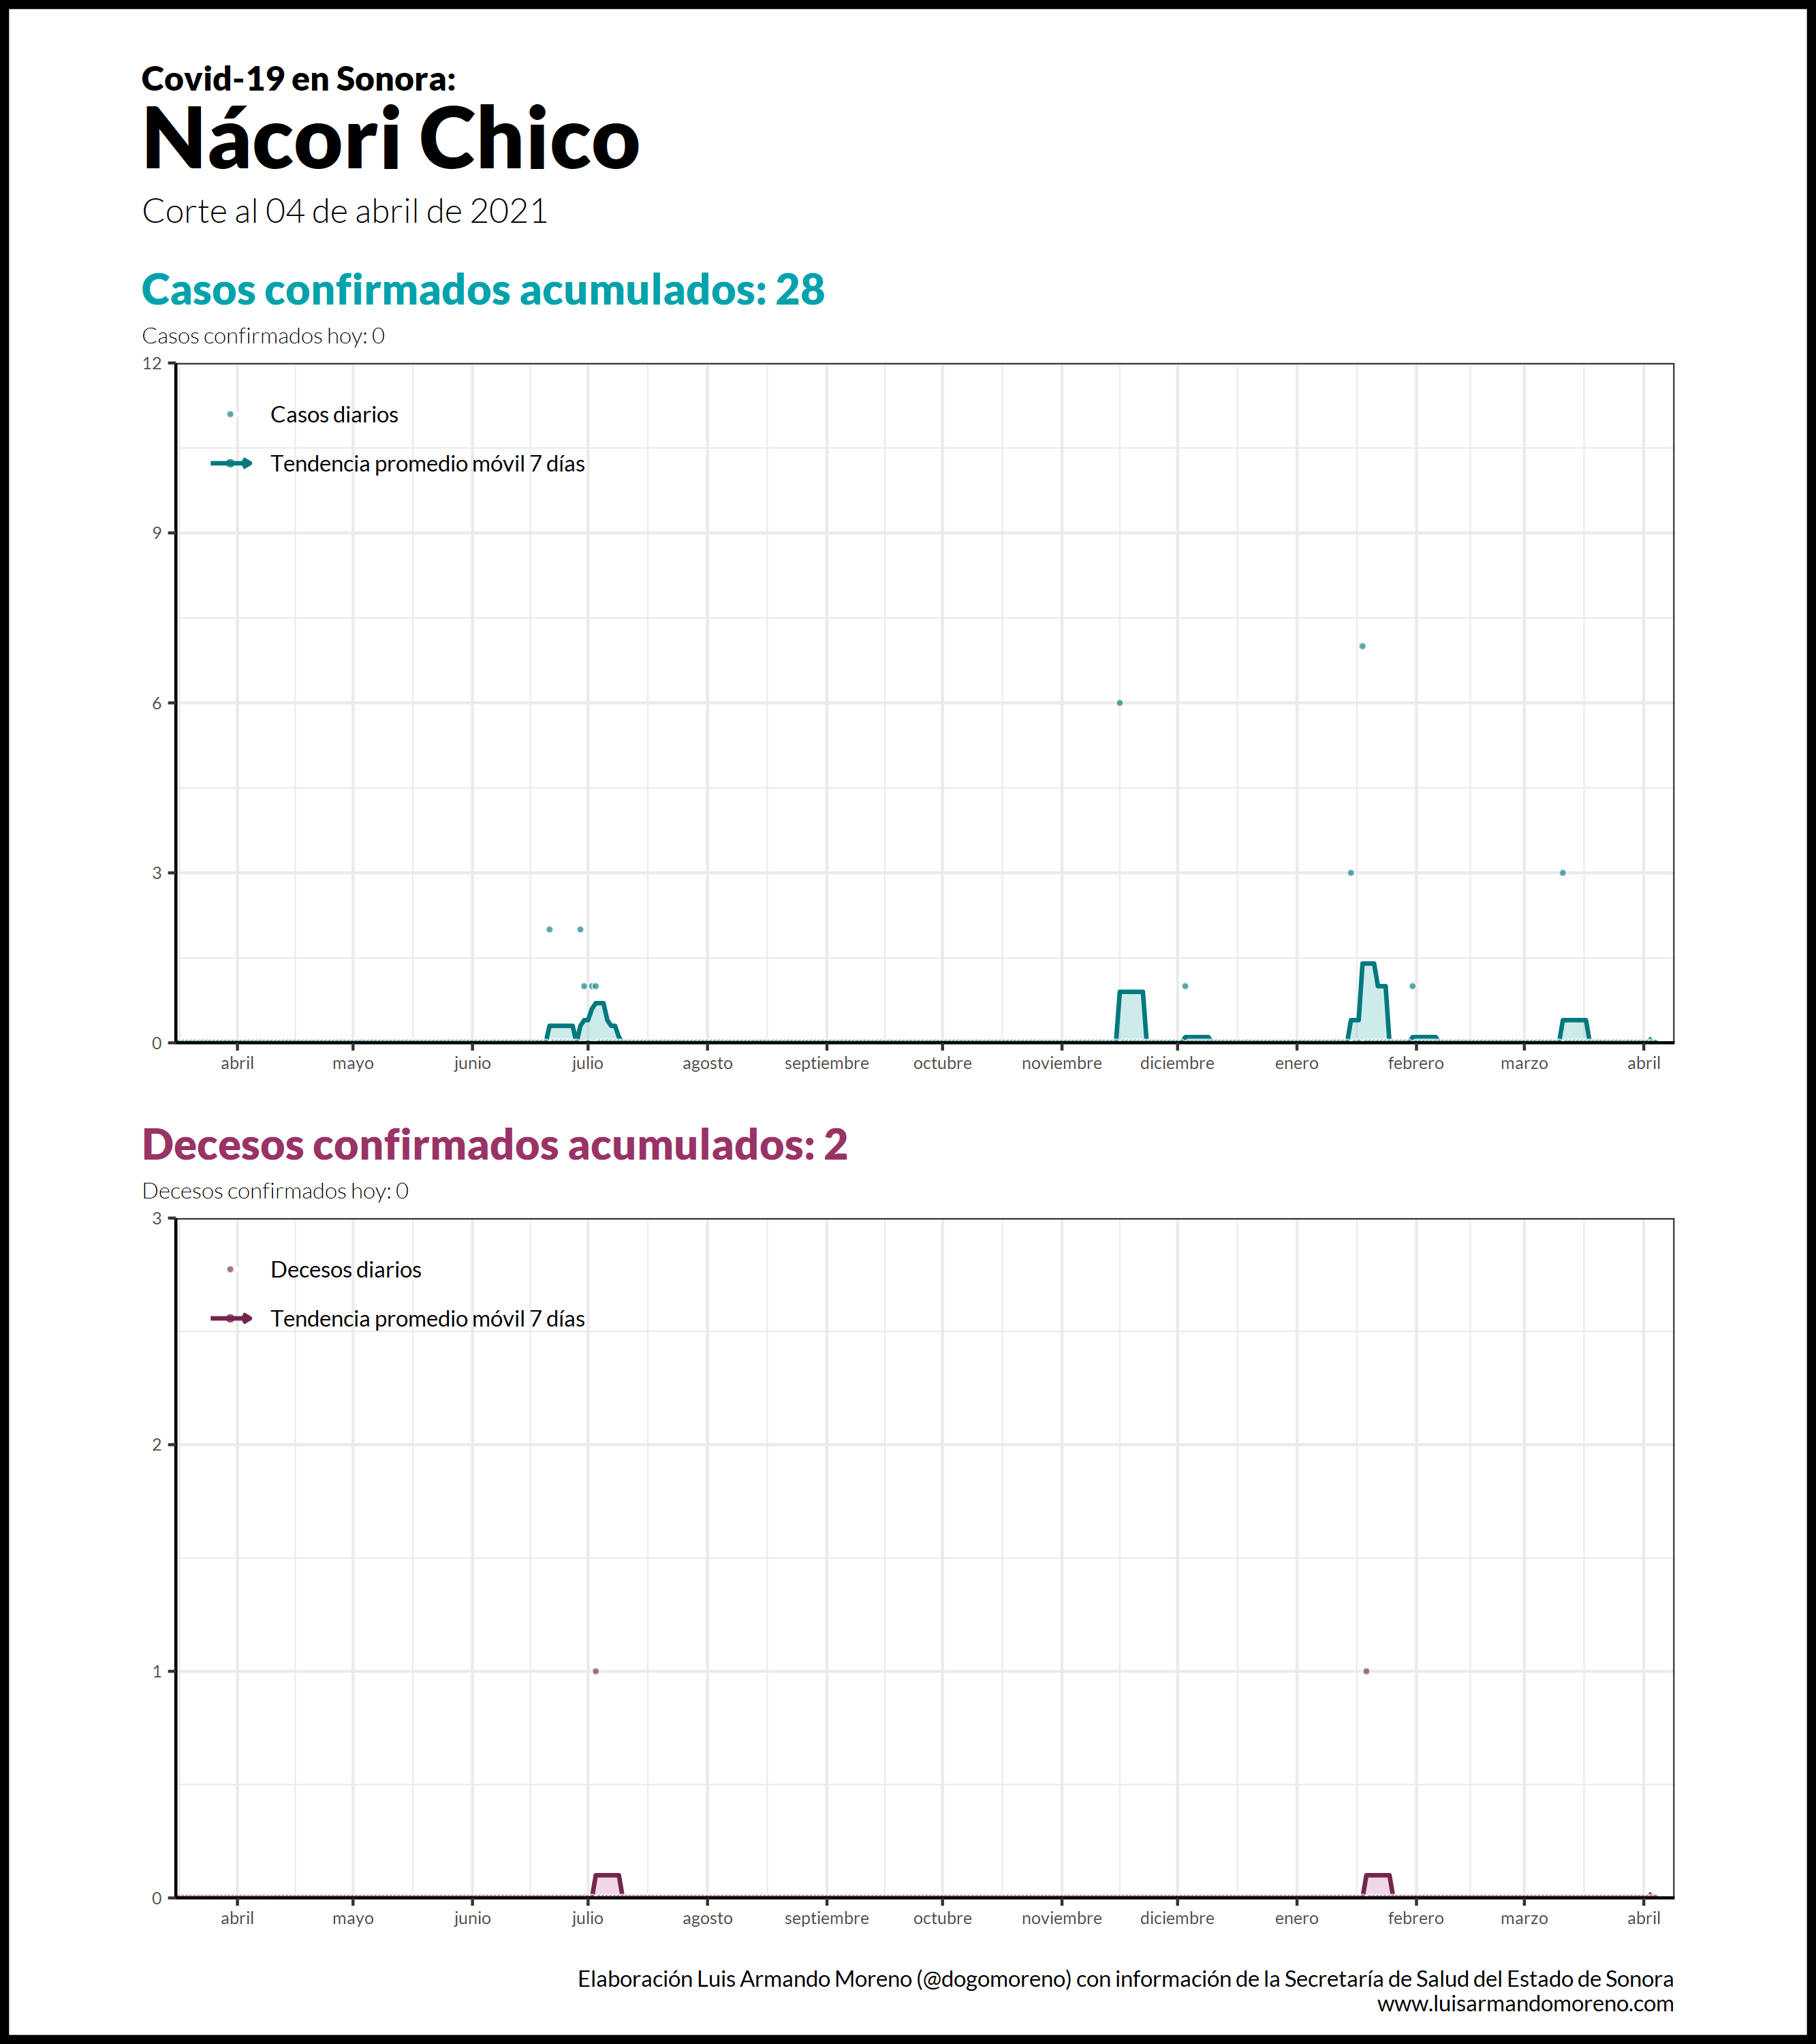 Covid-19 en Sonora:
Nácori Chico
Corte al 04 de abril de 2021
Casos confirmados acumulados: 28
Casos confirmados hoy: 0
12
9
6
3
0
Casos diarios
Tendencia promedio móvil 7 días
abril mayo junio julio agosto septiembre octubre noviembre diciembre enero febrero marzo abril
Decesos confirmados acumulados: 2
Decesos confirmados hoy: 0
3
2
1
0
Decesos diarios
Tendencia promedio móvil 7 días
abril mayo junio julio agosto septiembre octubre noviembre diciembre enero febrero marzo abril
Elaboración Luis Armando Moreno (@dogomoreno) con información de la Secretaría de Salud del Estado de Sonora
www.luisarmandomoreno.com